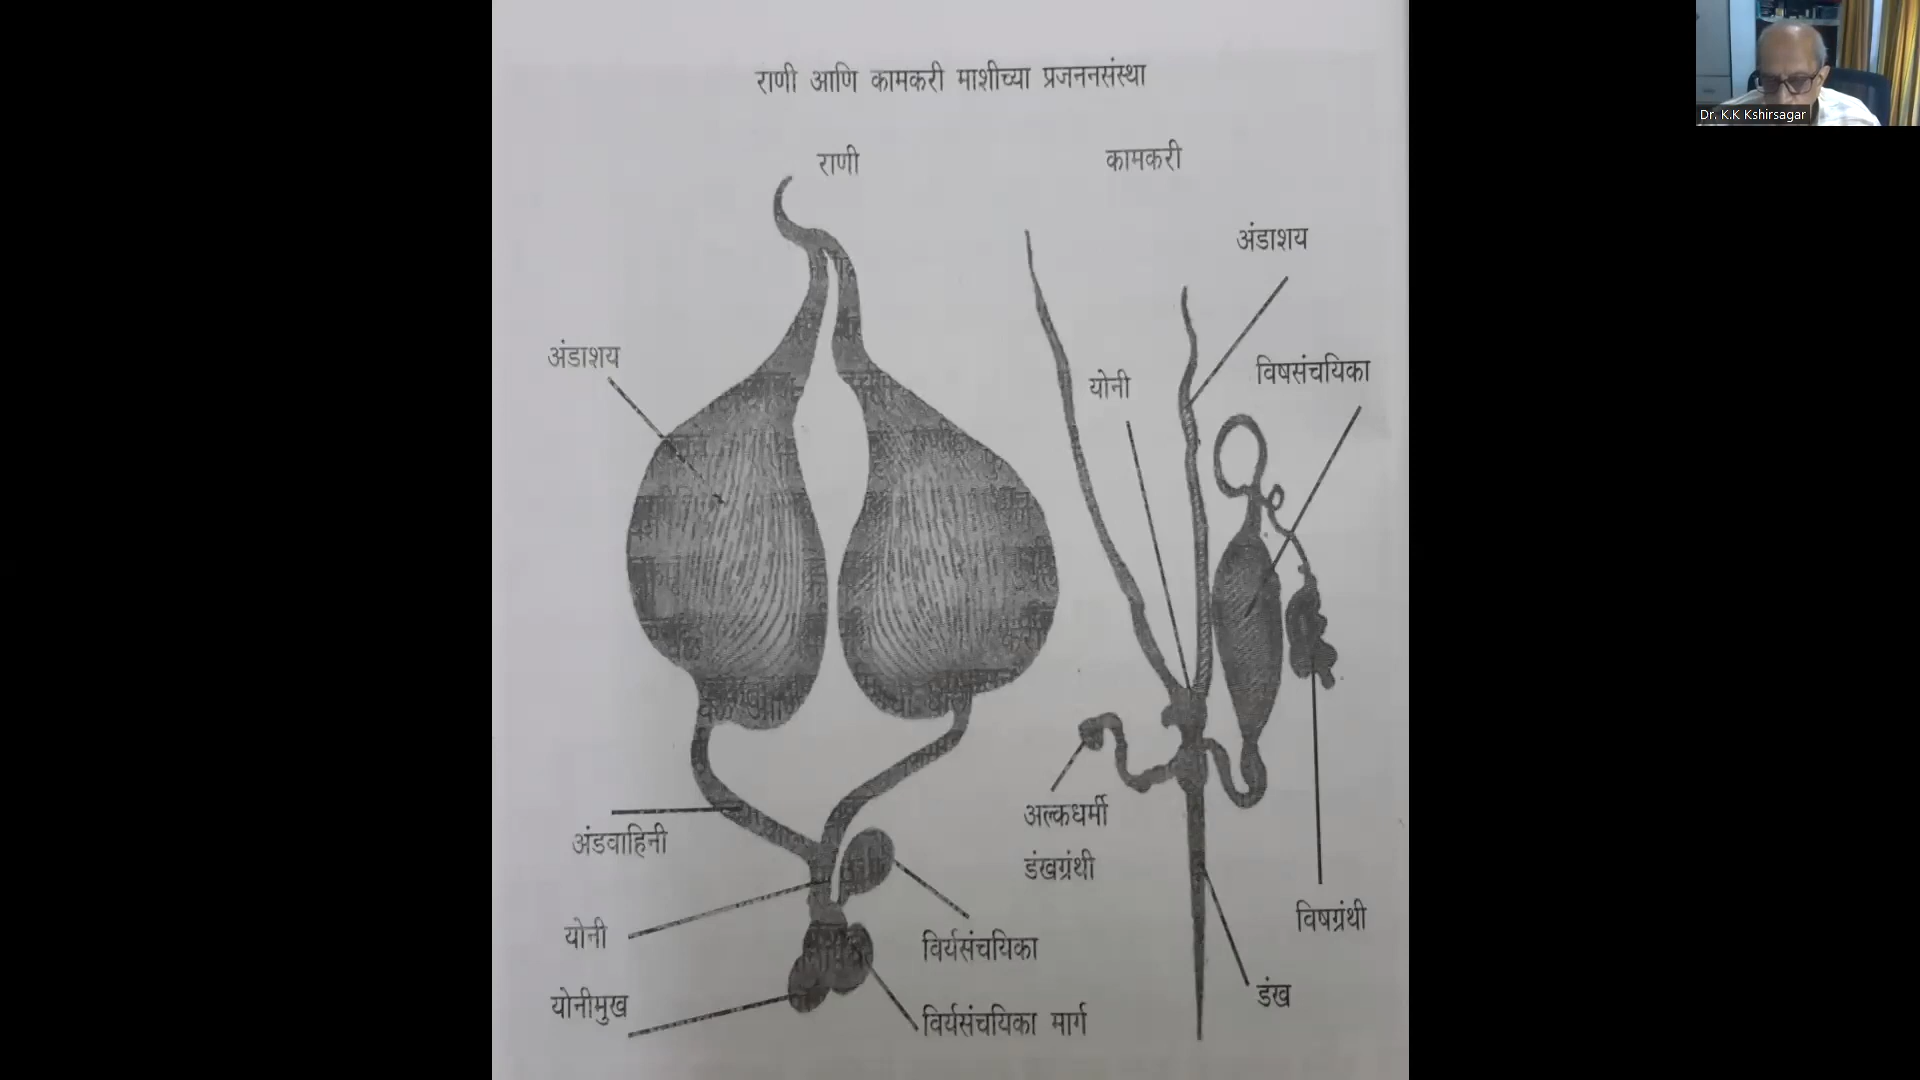 राणी आणि कामकरी माशीच्या प्रजननसंस्था
राणी
कामकरी
अंडाशय
अंडाशय
योनी
विषसंचयिका
अंडवाहिनी
योनी
योनीमुख
विर्यसंचयिका
विर्यसंचयिका मार्ग
अल्कधर्मी
डंखग्रंथी
विषग्रंथी
डंख
Dr. K.K Kshirsagar